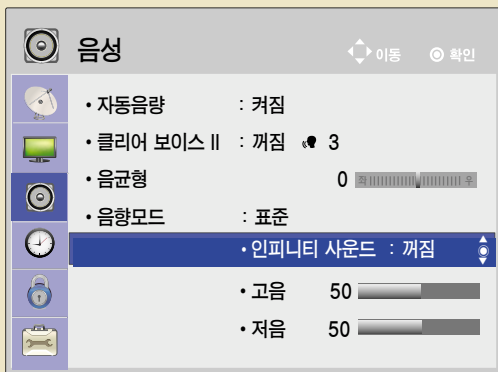 음성
이동 확인
• 자동음량 : 켜짐
• 클리어 보이스 II : 꺼짐 3
• 음균형 0 좌 우
• 음향모드 : 표준
• 인피니티 사운드 : 꺼짐
• 고음 50
• 저음 50